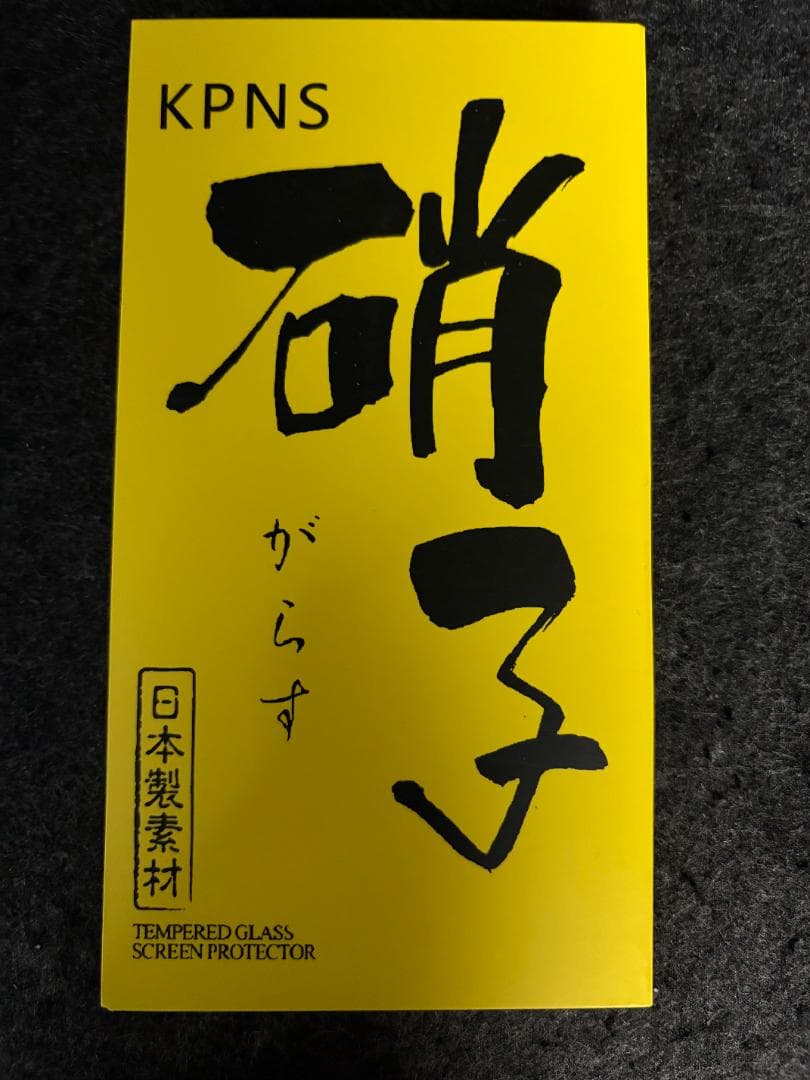 KPNS
硝子
がらす
日本製素材
TEMPERED GLASS
SCREEN PROTECTOR